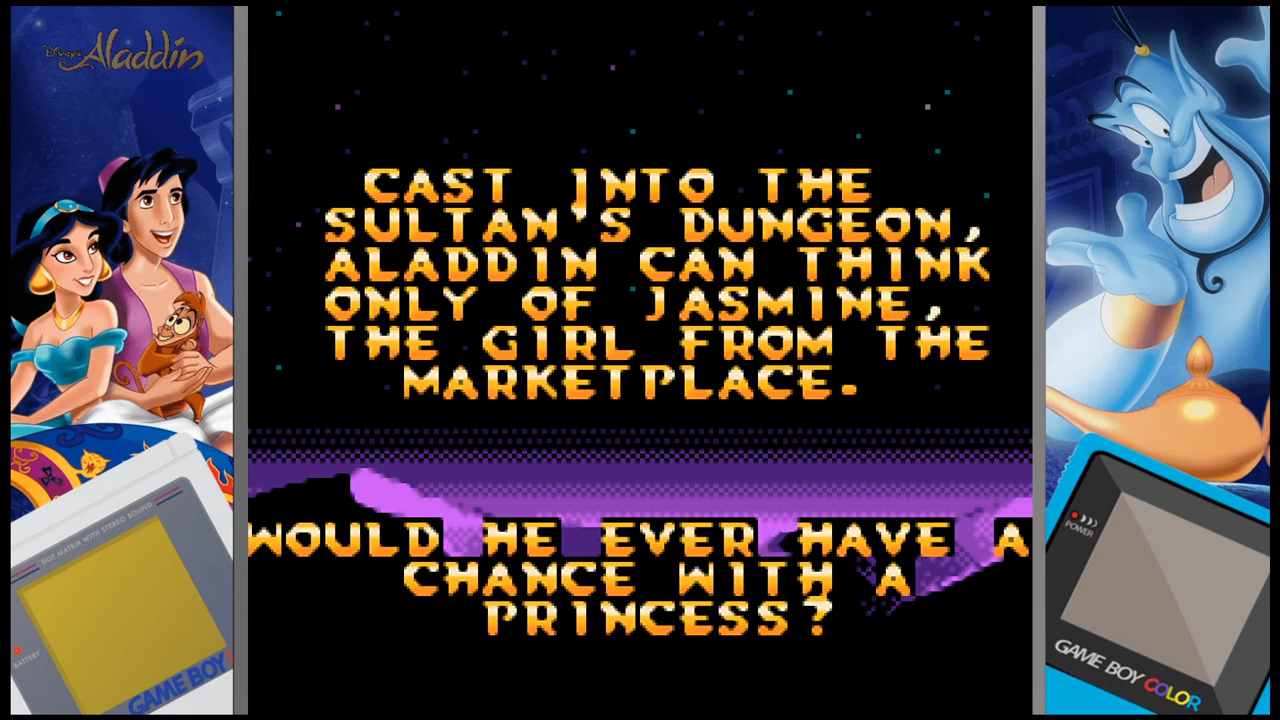 Disney's Aladdin
CAST INTO THE
SULTAN'S DUNGEON,
ALADDIN CAN THINK
ONLY OF JASMINE,
THE GIRL FROM THE
MARKETPLACE.
WOULD HE EVER HAVE A
CHANCE WITH A
PRINCESS?
DOT MATRIX WITH STEREO SOUND
BATTERY
GAME BOY
POWER
GAME BOY COLOR